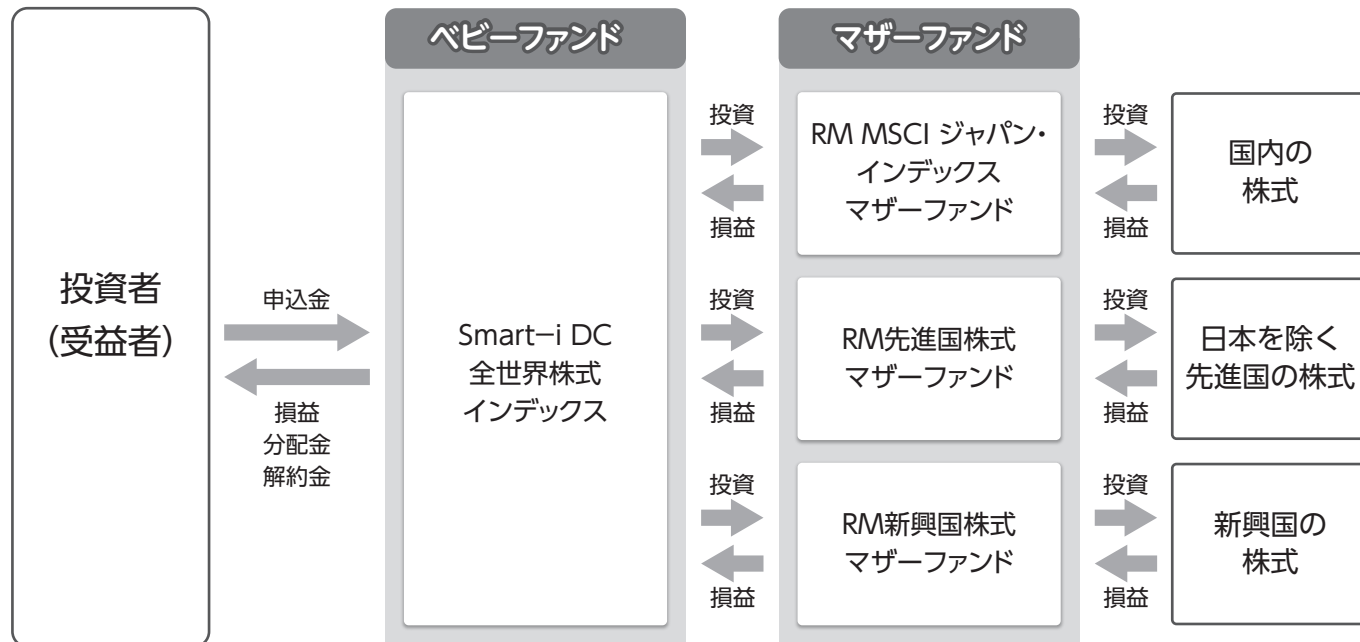 投資者
(受益者)
申込金
損益
分配金
解約金
ベビーファンド
Smart-i DC
全世界株式
インデックス
投資
損益
投資
損益
投資
損益
マザーファンド
RM MSCI ジャパン・
インデックス
マザーファンド
RM先進国株式
マザーファンド
RM新興国株式
マザーファンド
投資
損益
投資
損益
投資
損益
国内の
株式
日本を除く
先進国の株式
新興国の
株式